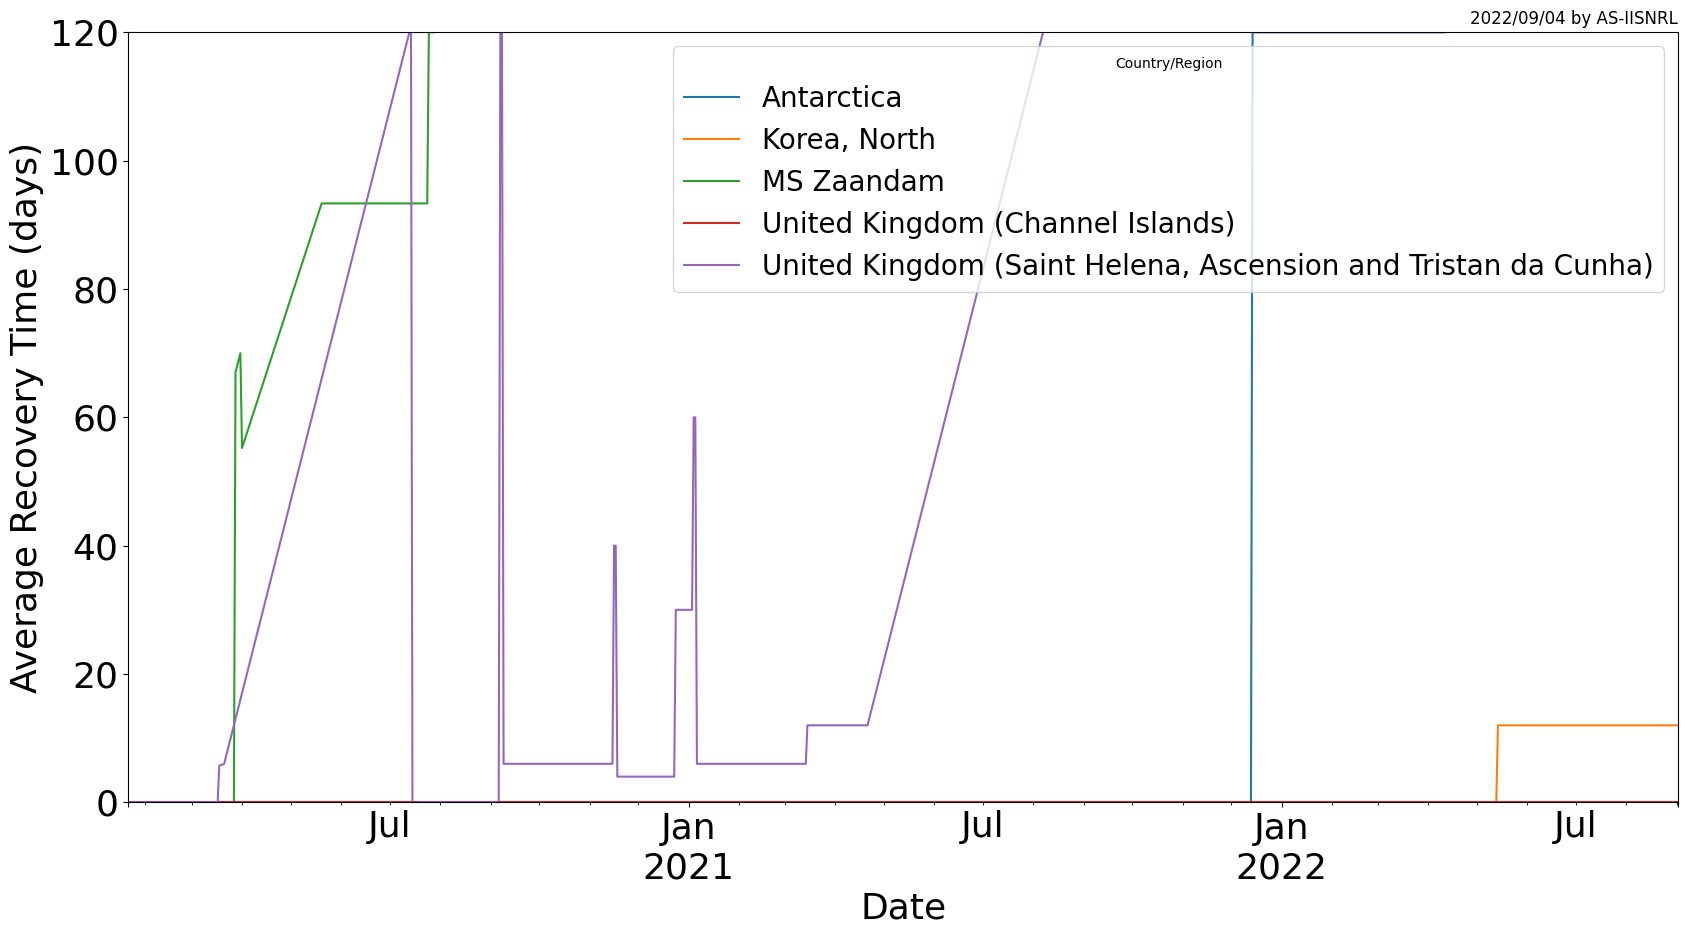 2022/09/04 by AS-IISNRL
120
100
80
60
40
20
0
Average Recovery Time (days)
Country/Region
Antarctica
Korea, North
MS Zaandam
United Kingdom (Channel Islands)
United Kingdom (Saint Helena, Ascension and Tristan da Cunha)
Jul
Jan
2021
Jul
Jan
2022
Jul
Date